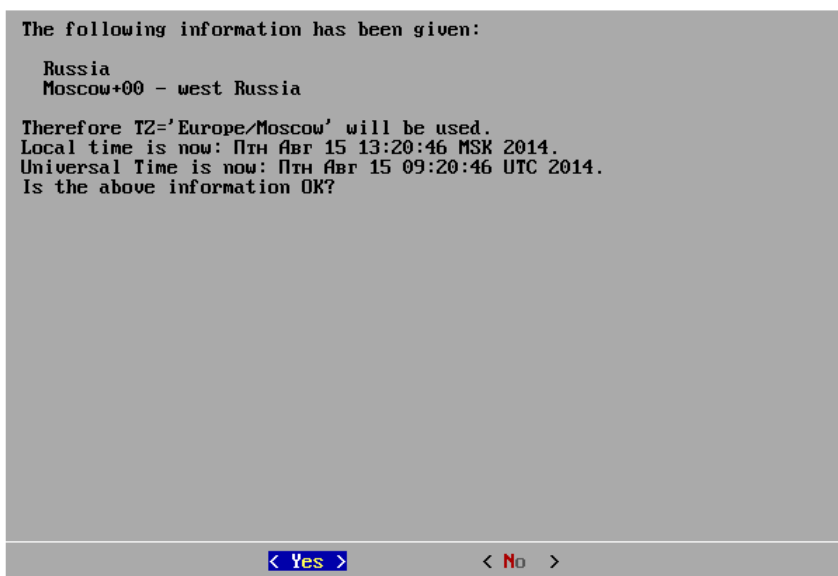 The following information has been given:
Russia
Moscow+00 - west Russia
Therefore TZ='Europe/Moscow' will be used.
Local time is now: Птн Авг 15 13:20:46 MSK 2014.
Universal Time is now: Птн Авг 15 09:20:46 UTC 2014.
Is the above information OK?
< Yes > < No >